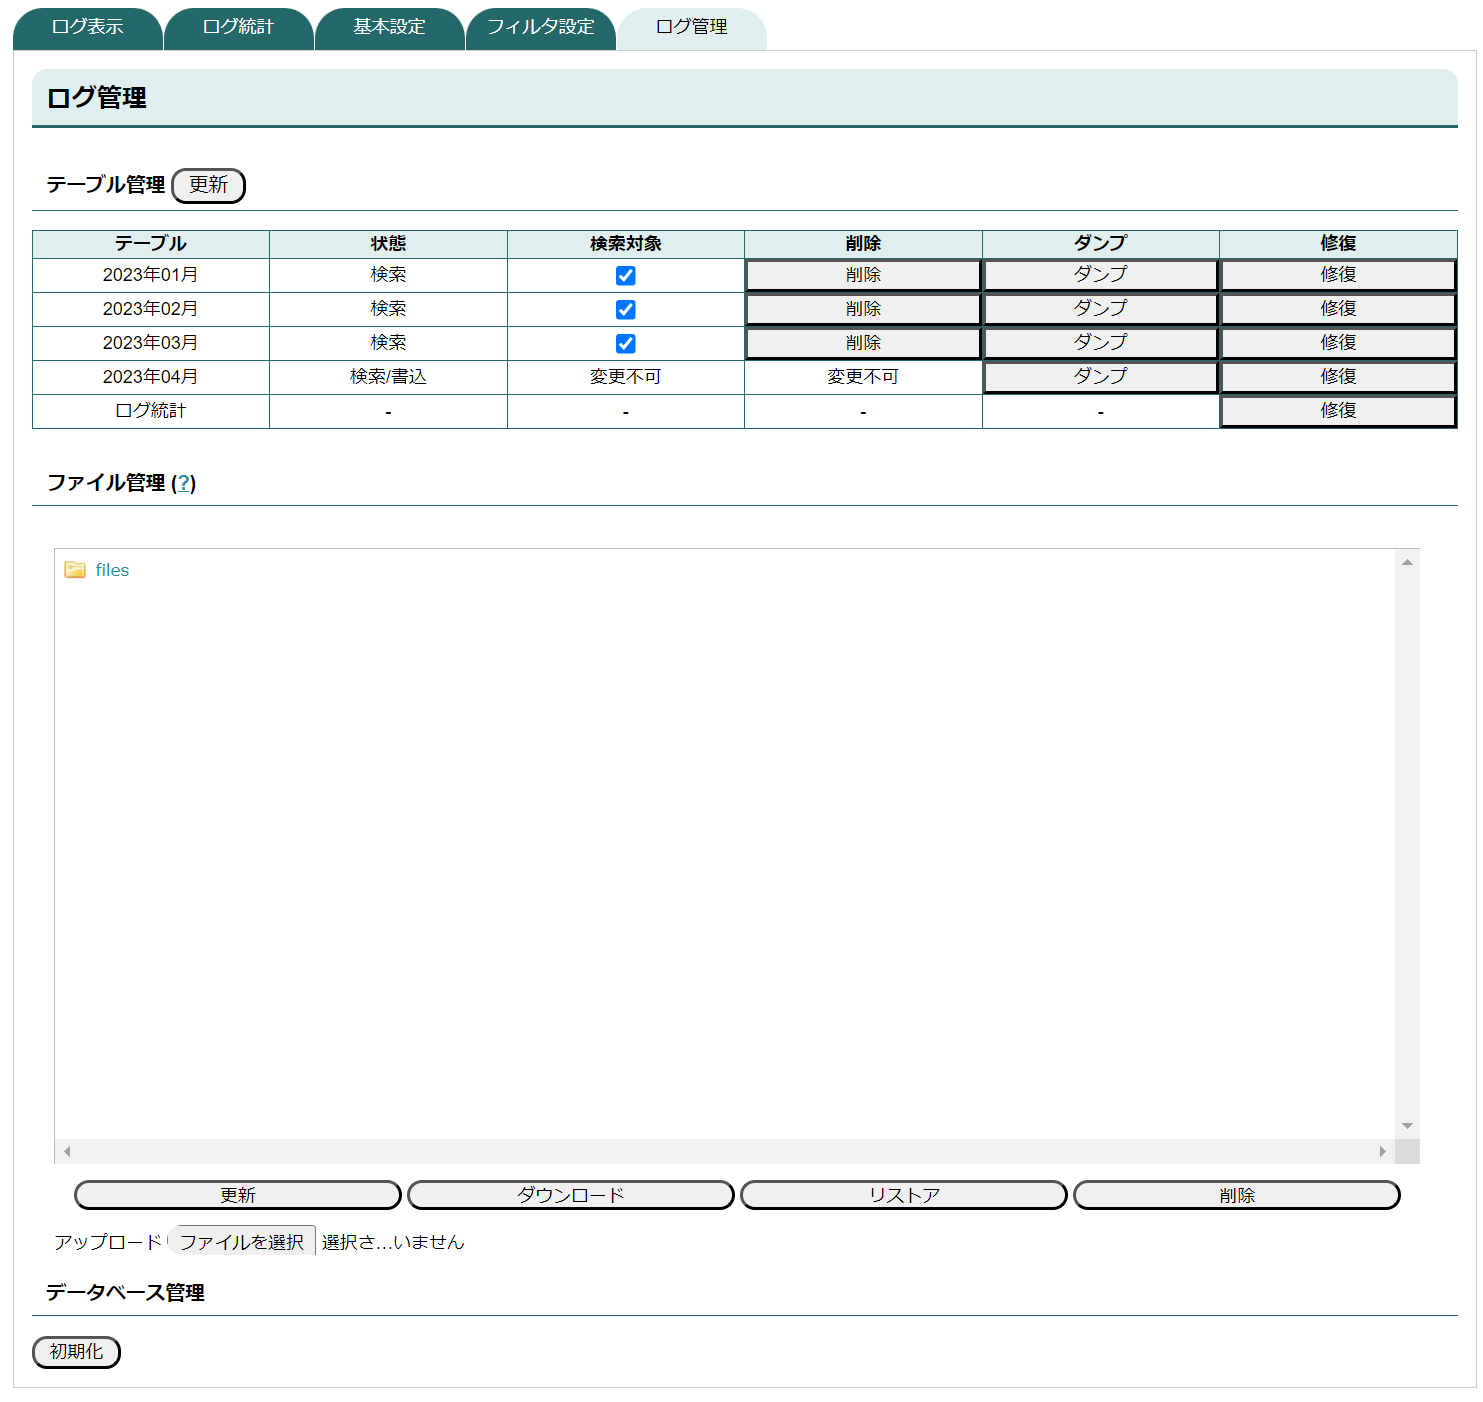 ログ表示 ログ統計 基本設定 フィルタ設定 ログ管理
ログ管理
テーブル管理 更新
テーブル 状態 検索対象 削除 ダンプ 修復
2023年01月 検索 削除 ダンプ 修復
2023年02月 検索 削除 ダンプ 修復
2023年03月 検索 削除 ダンプ 修復
2023年04月 検索/書込 変更不可 変更不可 ダンプ 修復
ログ統計 - - - - 修復
ファイル管理 (?)
files
更新 ダウンロード リストア 削除
アップロード ファイルを選択 選択さ...いません
データベース管理
初期化